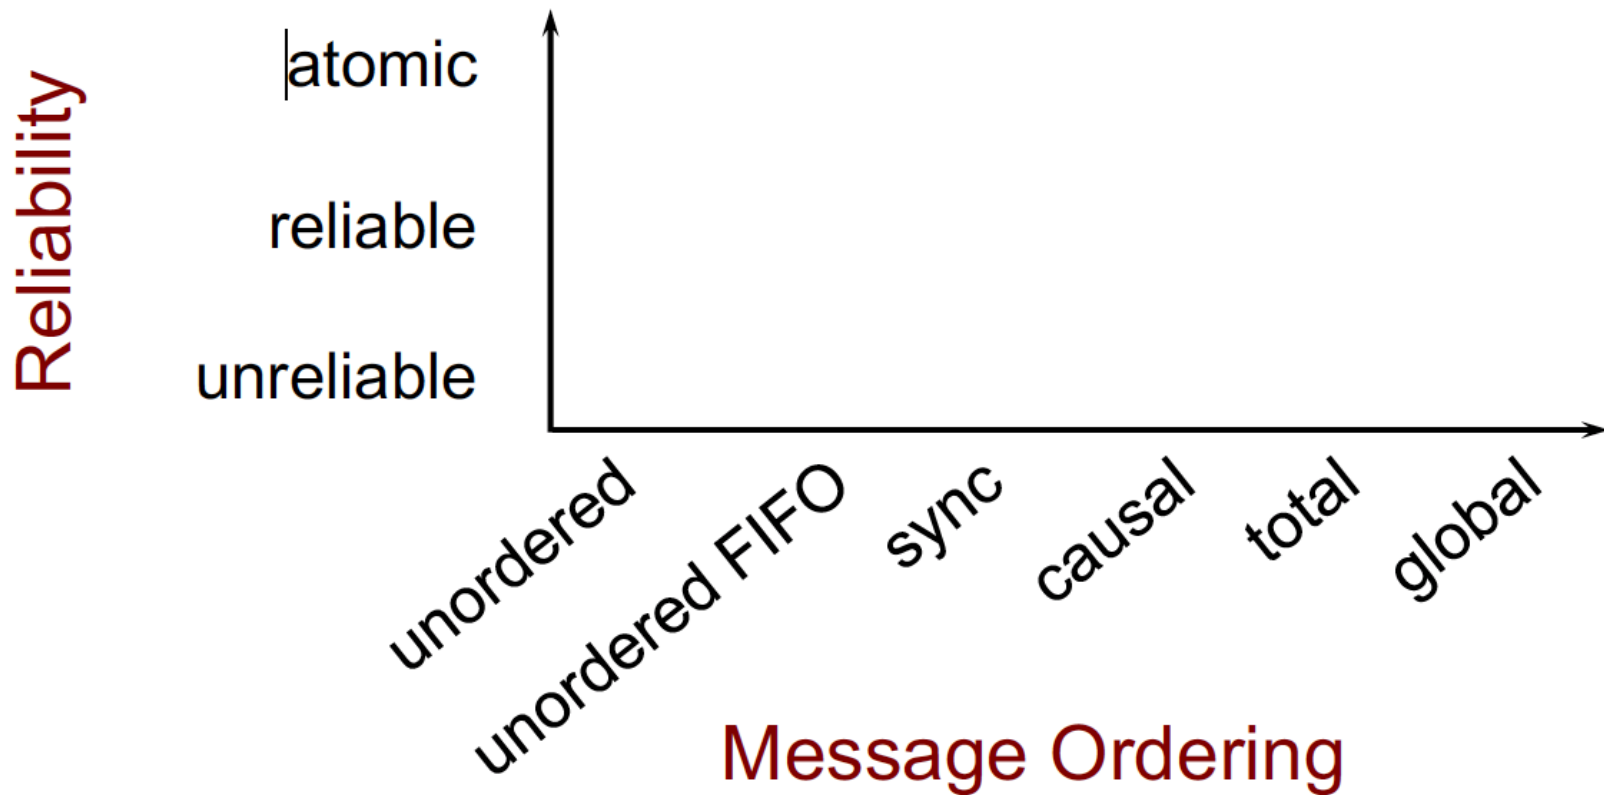 Reliability
atomic
reliable
unreliable
unordered
unordered FIFO
sync
causal
total
global
Message Ordering